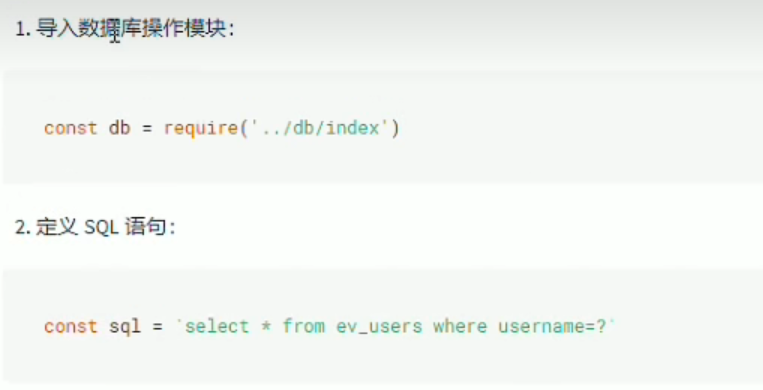 1. 导入数据库操作模块：
const db = require('../db/index')
2. 定义 SQL 语句：
const sql = `select * from ev_users where username=?`